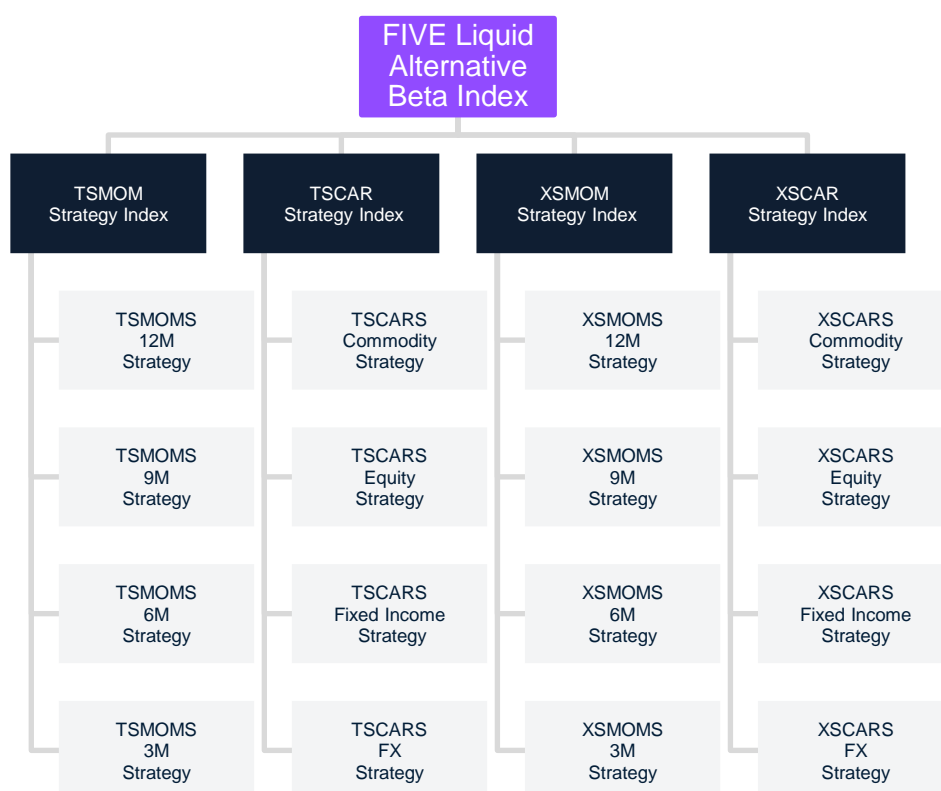 FIVE Liquid
Alternative
Beta Index
TSMOM
Strategy Index
TSCAR
Strategy Index
XSMOM
Strategy Index
XSCAR
Strategy Index
TSMOMS
12M
Strategy
TSCARS
Commodity
Strategy
XSMOMS
12M
Strategy
XSCARS
Commodity
Strategy
TSMOMS
9M
Strategy
TSCARS
Equity
Strategy
XSMOMS
9M
Strategy
XSCARS
Equity
Strategy
TSMOMS
6M
Strategy
TSCARS
Fixed Income
Strategy
XSMOMS
6M
Strategy
XSCARS
Fixed Income
Strategy
TSMOMS
3M
Strategy
TSCARS
FX
Strategy
XSMOMS
3M
Strategy
XSCARS
FX
Strategy